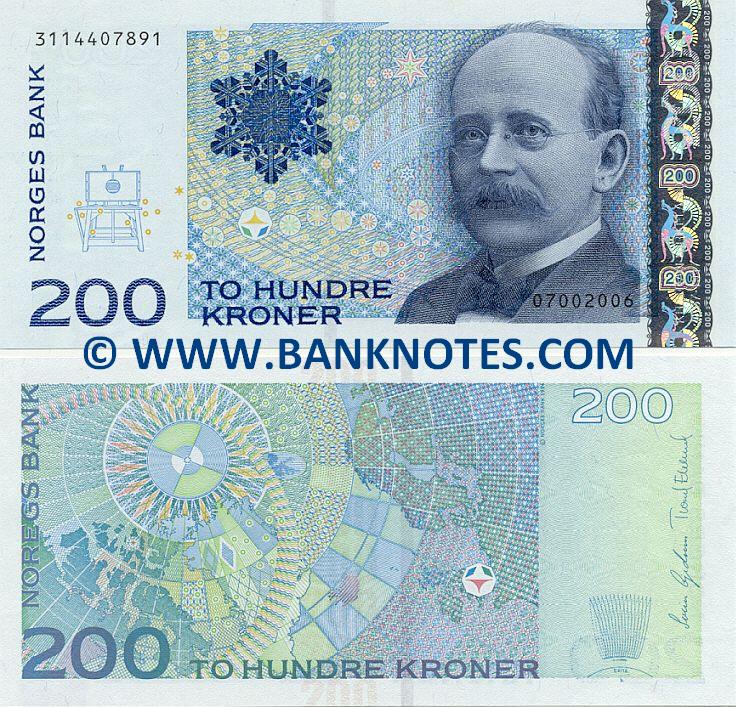 3114407891
NORGES BANK
200
200
200
200
TO HUNDRE
KRONER
07002006
© WWW.BANKNOTES.COM
NOREGS BANK
200
200
TO HUNDRE KRONER